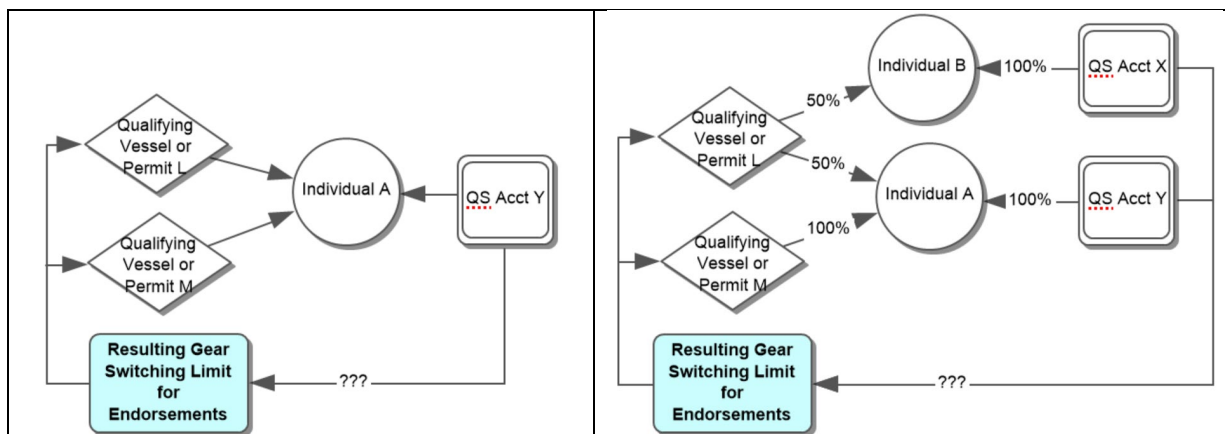 Qualifying
Vessel or
Permit L
Individual A
QS Acct Y
Qualifying
Vessel or
Permit M
Resulting Gear
Switching Limit
for
Endorsements
???
Individual B
100%
QS Acct X
50%
Qualifying
Vessel or
Permit L
50%
Individual A
100%
QS Acct Y
100%
Qualifying
Vessel or
Permit M
Resulting Gear
Switching Limit
for
Endorsements
???